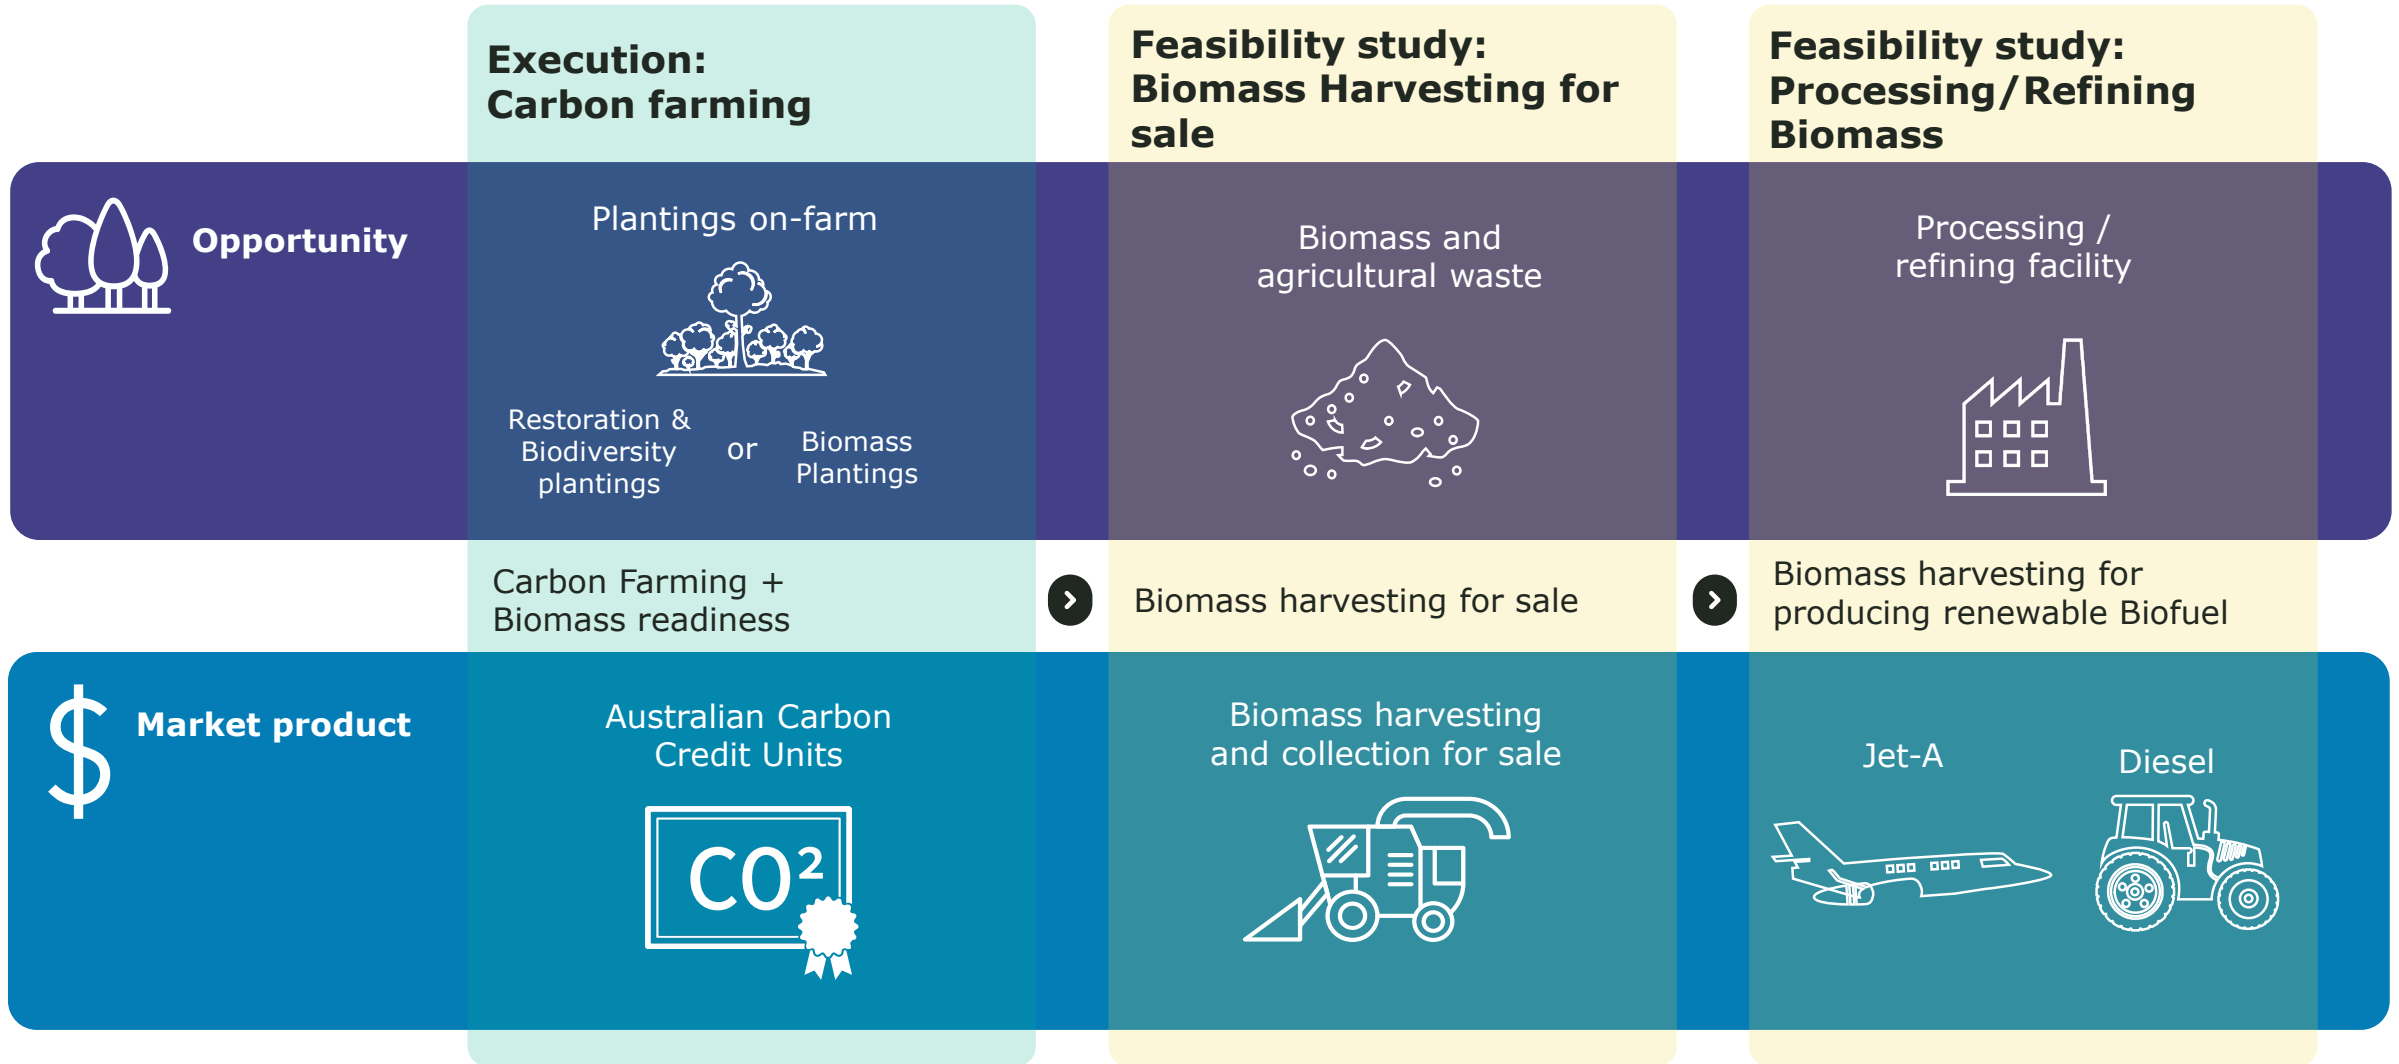 Execution:
Carbon farming
Feasibility study:
Biomass Harvesting for
sale
Feasibility study:
Processing/Refining
Biomass
Opportunity
Plantings on-farm
Restoration &
Biodiversity
plantings
or
Biomass
Plantings
Biomass and
agricultural waste
Processing /
refining facility
Carbon Farming +
Biomass readiness
Biomass harvesting for sale
Biomass harvesting for
producing renewable Biofuel
Market product
Australian Carbon
Credit Units
CO²
Biomass harvesting
and collection for sale
Jet-A
Diesel